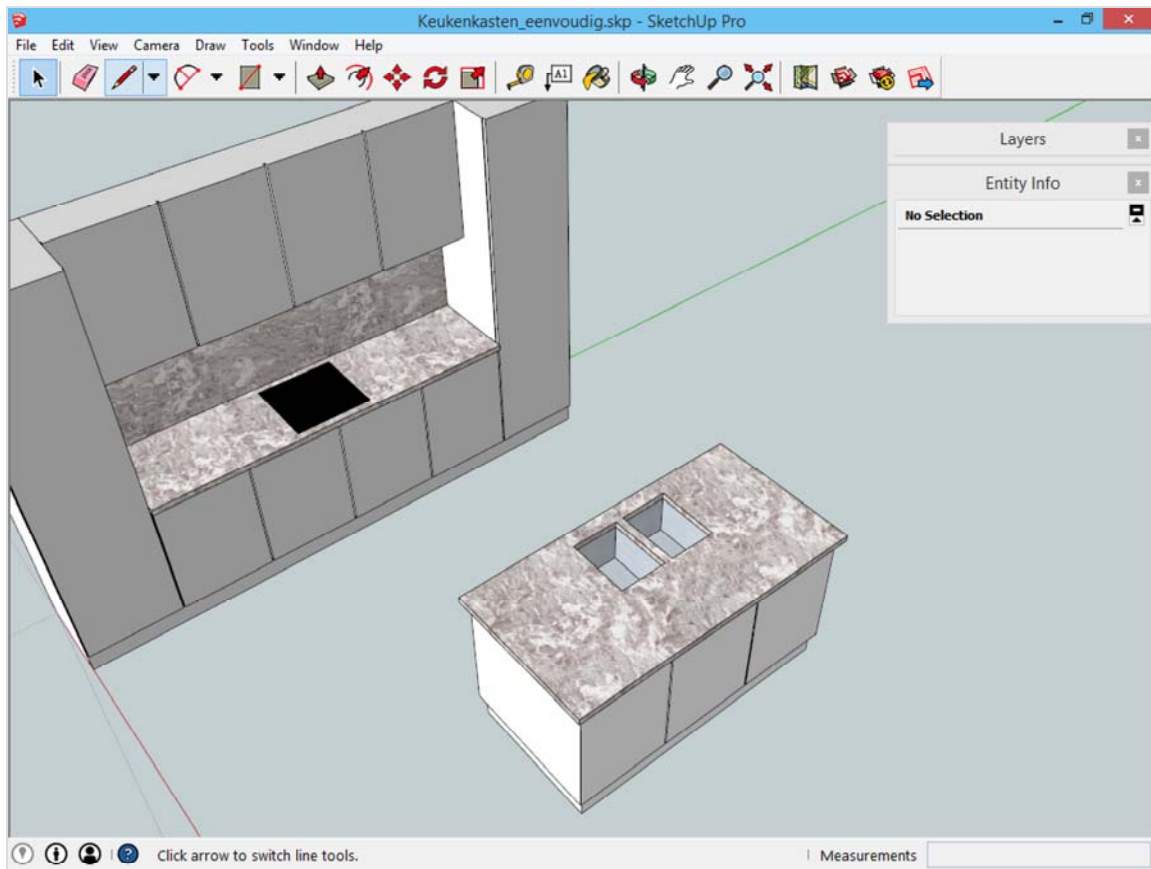 Keukenkasten_eenvoudig.skp - SketchUp Pro
File Edit View Camera Draw Tools Window Help
A1
Layers
Entity Info
No Selection
Click arrow to switch line tools.
Measurements